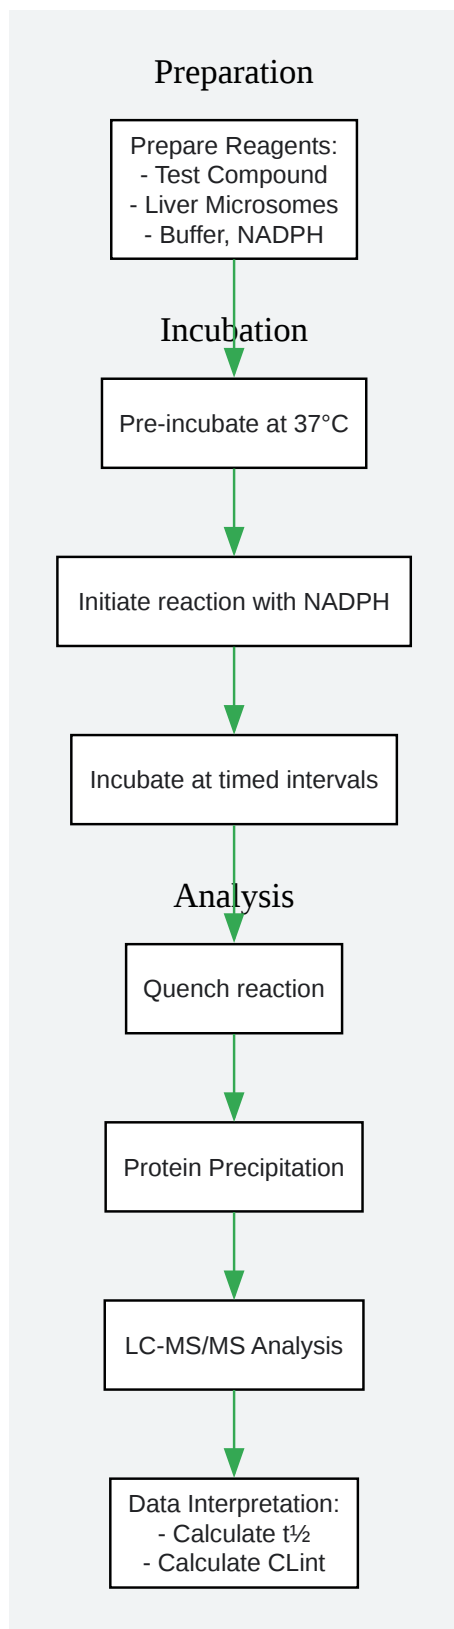 Preparation
Prepare Reagents:
- Test Compound
- Liver Microsomes
- Buffer, NADPH
Incubation
Pre-incubate at 37°C
Initiate reaction with NADPH
Incubate at timed intervals
Analysis
Quench reaction
Protein Precipitation
LC-MS/MS Analysis
Data Interpretation:
- Calculate t½
- Calculate CLint